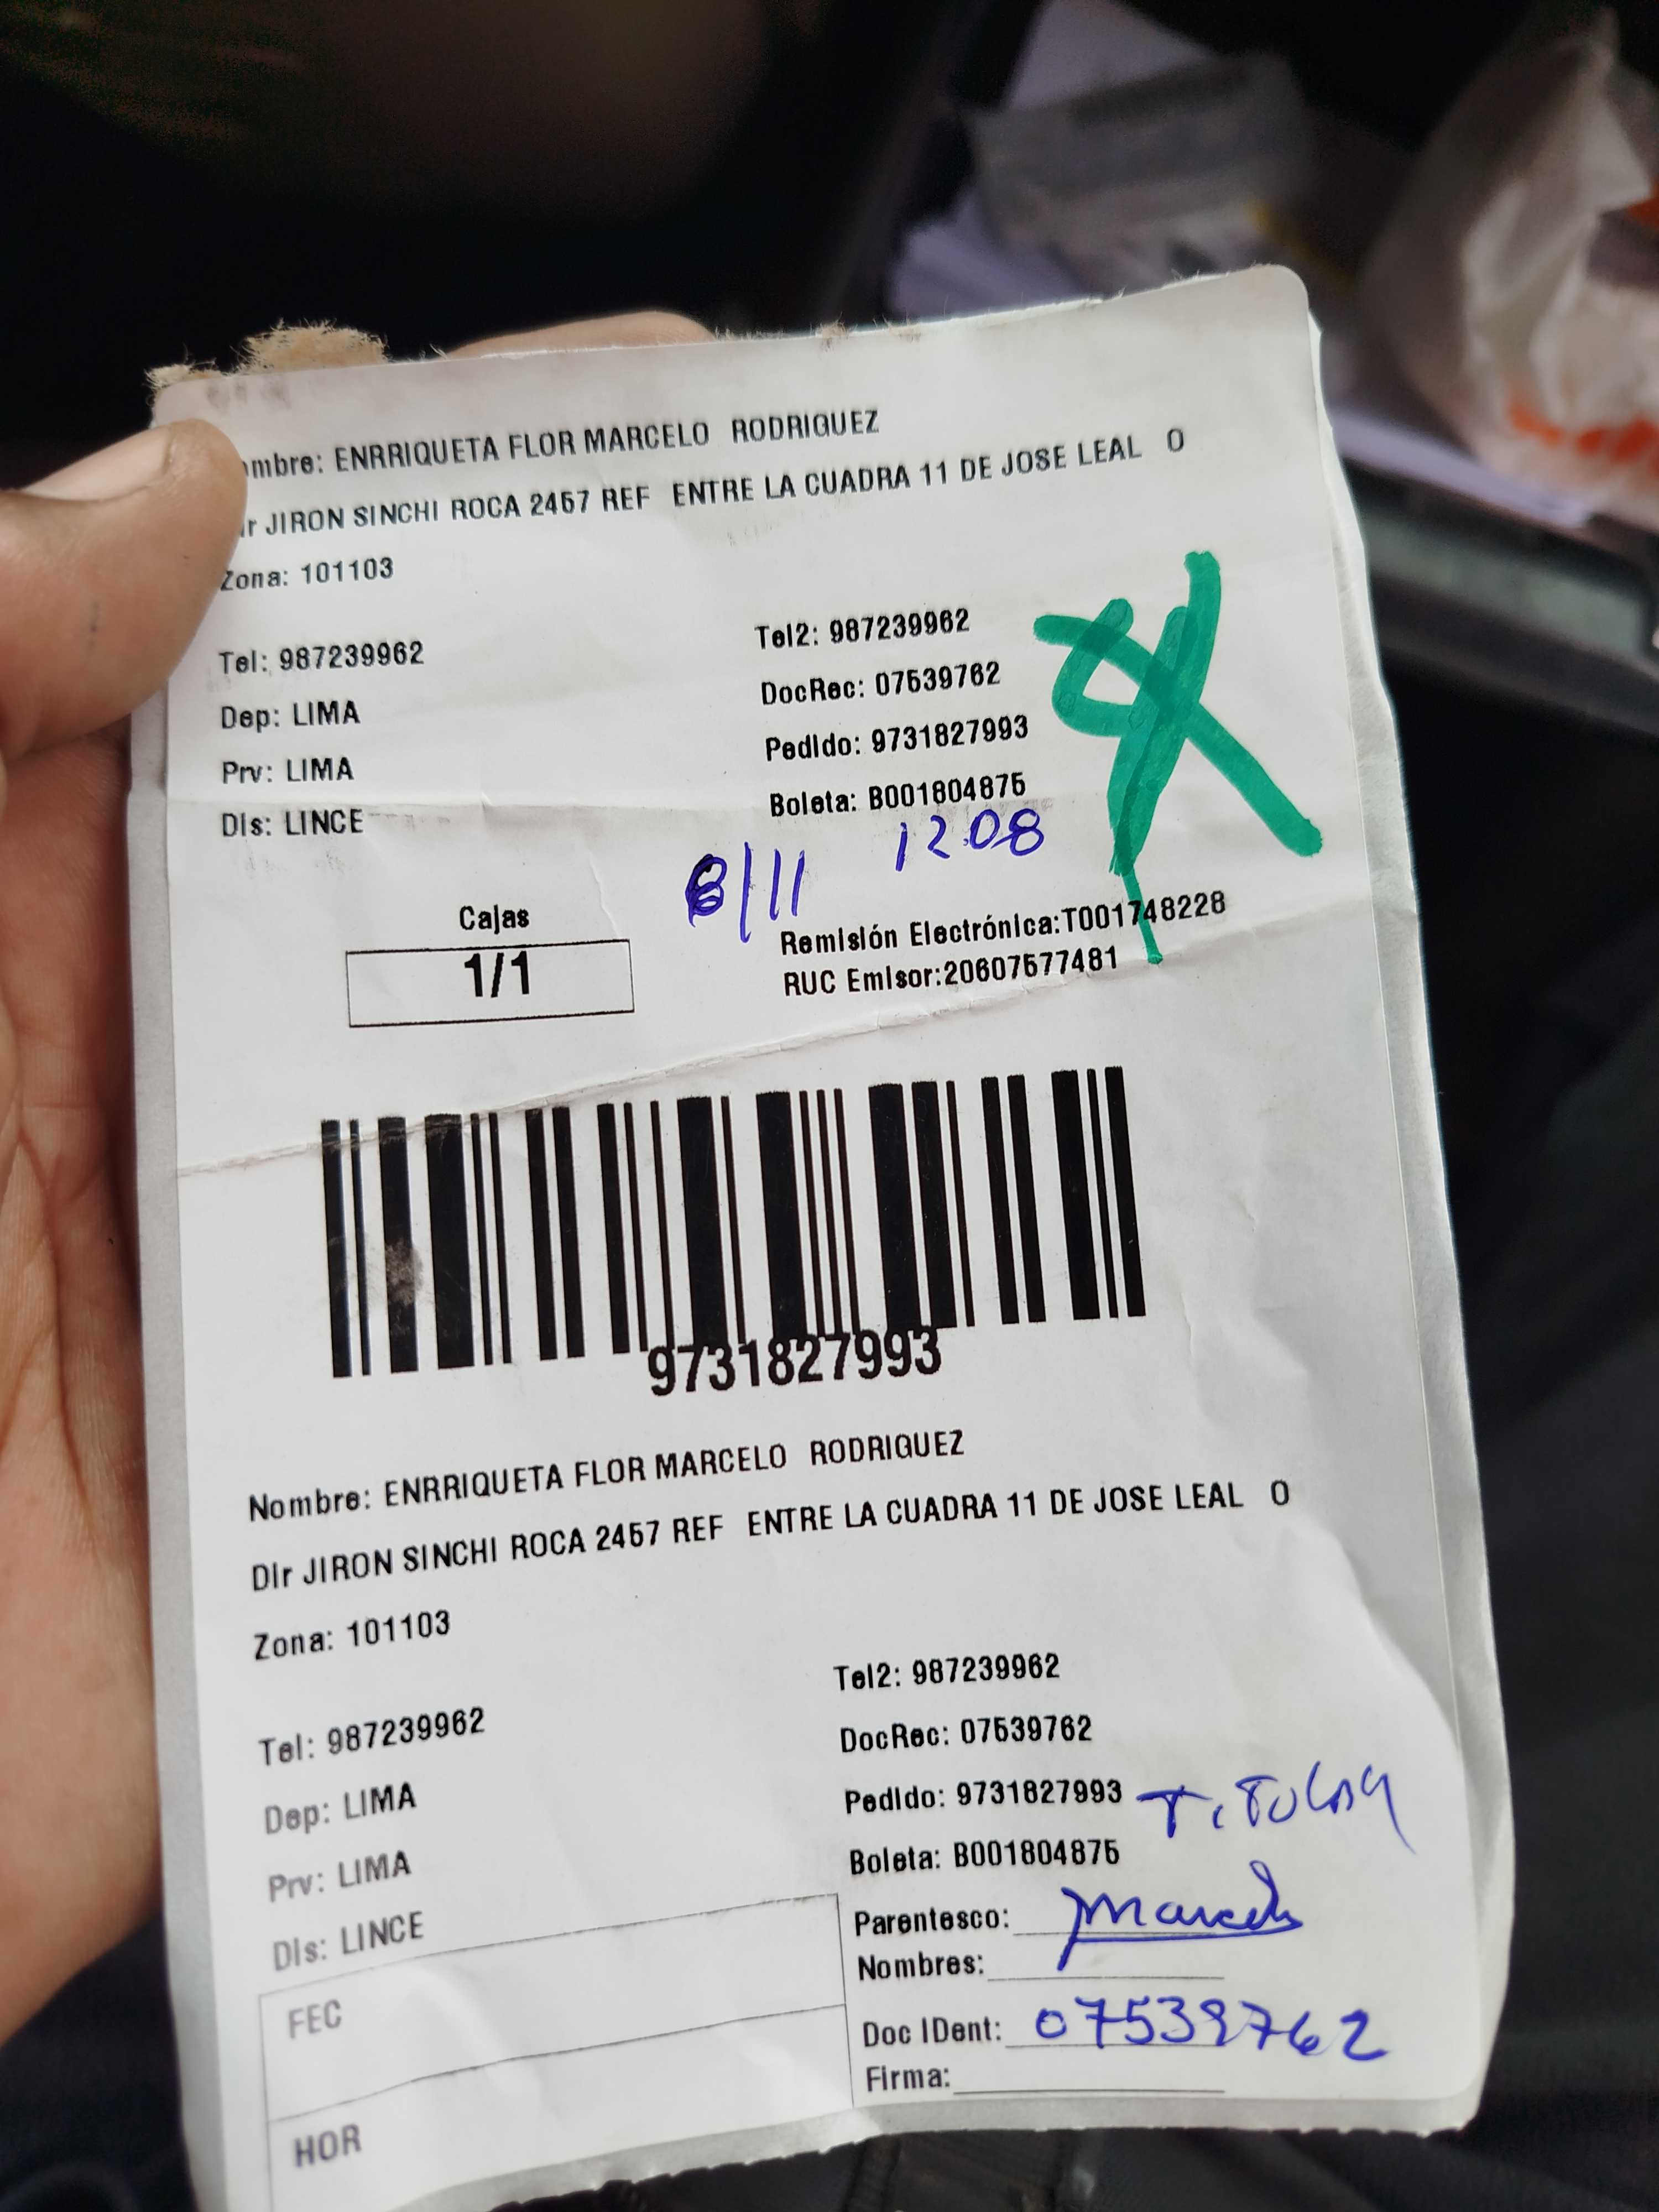 ombre: ENRRIQUETA FLOR MARCELO RODRIGUEZ
ir JIRON SINCHI ROCA 2457 REF ENTRE LA CUADRA 11 DE JOSE LEAL O
Zona: 101103
Tel: 987239962 Tel2: 987239962
Dep: LIMA DocRec: 07539762
Prv: LIMA Pedido: 9731827993
Dis: LINCE Boleta: B001804875
8/11 12.08
Cajas
1/1
Remisión Electrónica:T001748228
RUC Emisor:20607577481
9731827993
Nombre: ENRRIQUETA FLOR MARCELO RODRIGUEZ
Dir JIRON SINCHI ROCA 2457 REF ENTRE LA CUADRA 11 DE JOSE LEAL O
Zona: 101103
Tel: 987239962 Tel2: 987239962
Dep: LIMA DocRec: 07539762
Prv: LIMA Pedido: 9731827993 Titular
Dis: LINCE Boleta: B001804875
Parentesco: Marcelo
Nombres:
FEC
Doc IDent: 07539762
Firma:
HOR